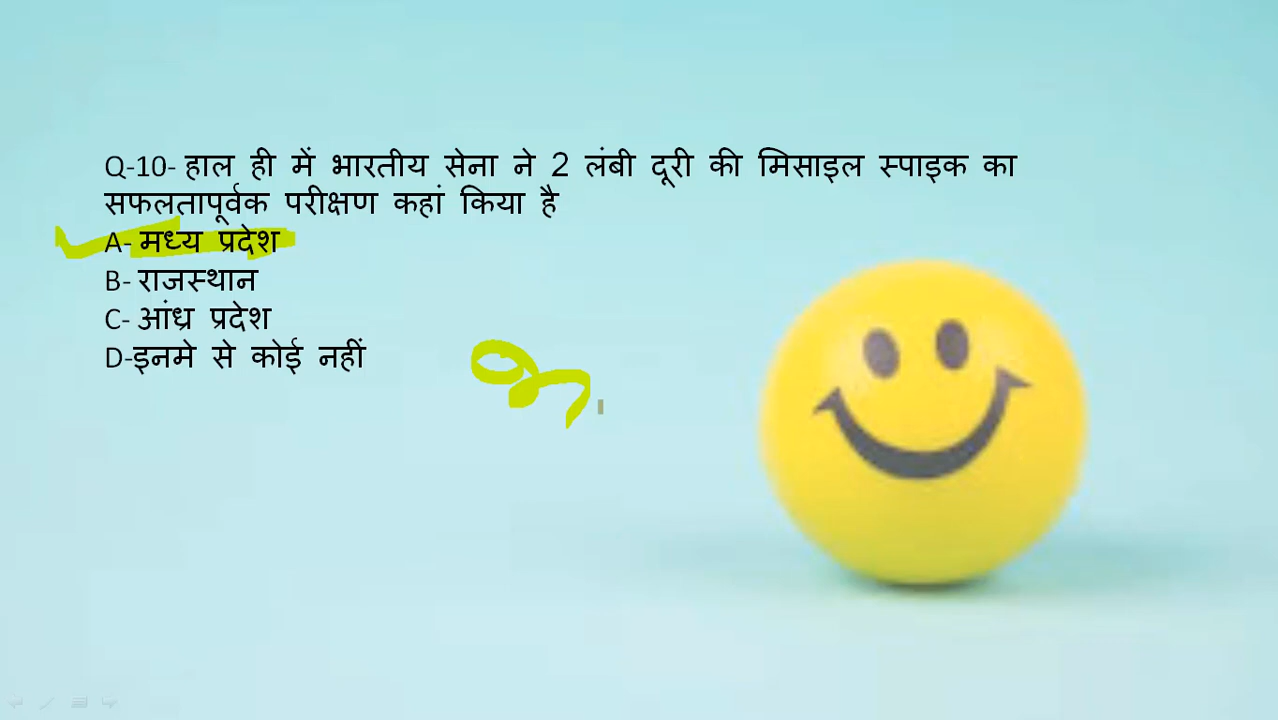 Q-10- हाल ही में भारतीय सेना ने 2 लंबी दूरी की मिसाइल स्पाइक का
सफलतापूर्वक परीक्षण कहां किया है
A- मध्य प्रदेश
B- राजस्थान
C- आंध्र प्रदेश
D-इनमे से कोई नहीं